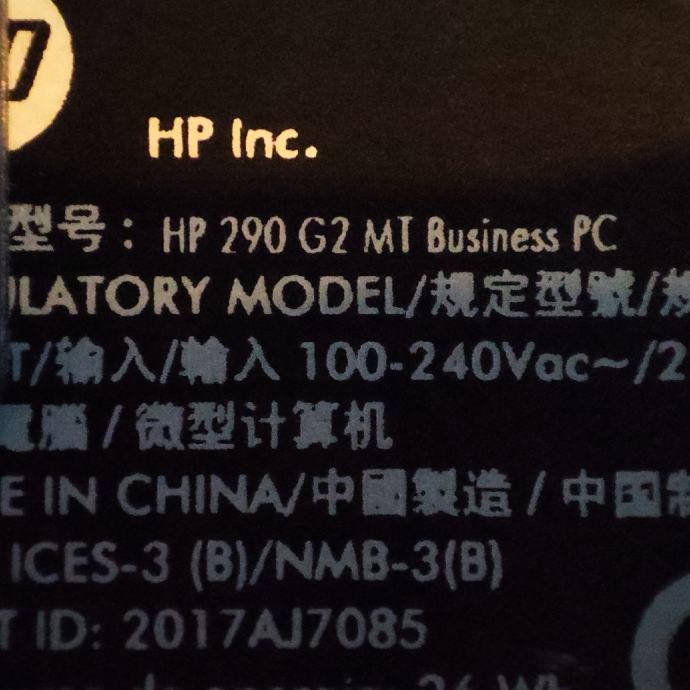 HP Inc.
型号： HP 290 G2 MT Business PC
ULATORY MODEL/規定型號/规
T/输入/輸入 100-240Vac~/2
電腦 / 微型计算机
E IN CHINA/中國製造 / 中国制
ICES-3 (B)/NMB-3(B)
T ID: 2017AJ7085